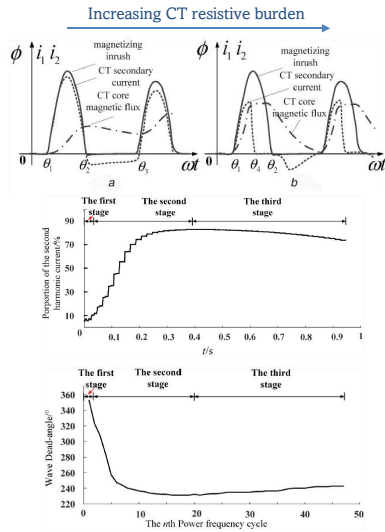 Increasing CT resistive burden
ϕ i1 i2
magnetizing
inrush
CT secondary
current
CT core
magnetic flux
0 θ1 θ2 θ3 ωt
a
ϕ i1 i2
magnetizing
inrush
CT secondary
current
CT core
magnetic flux
0 θ1 θ4 θ2 ωt
b
The first
stage
The second
stage
The third
stage
Porportion of the second
harmonic current/%
90
70
50
30
10
0 0.1 0.2 0.3 0.4 0.5 0.6 0.7 0.8 0.9 1
t/s
The first
stage
The second
stage
The third
stage
Wave Dead-angle/°
360
340
320
300
280
260
240
220
0 10 20 30 40 50
The nth Power frequency cycle